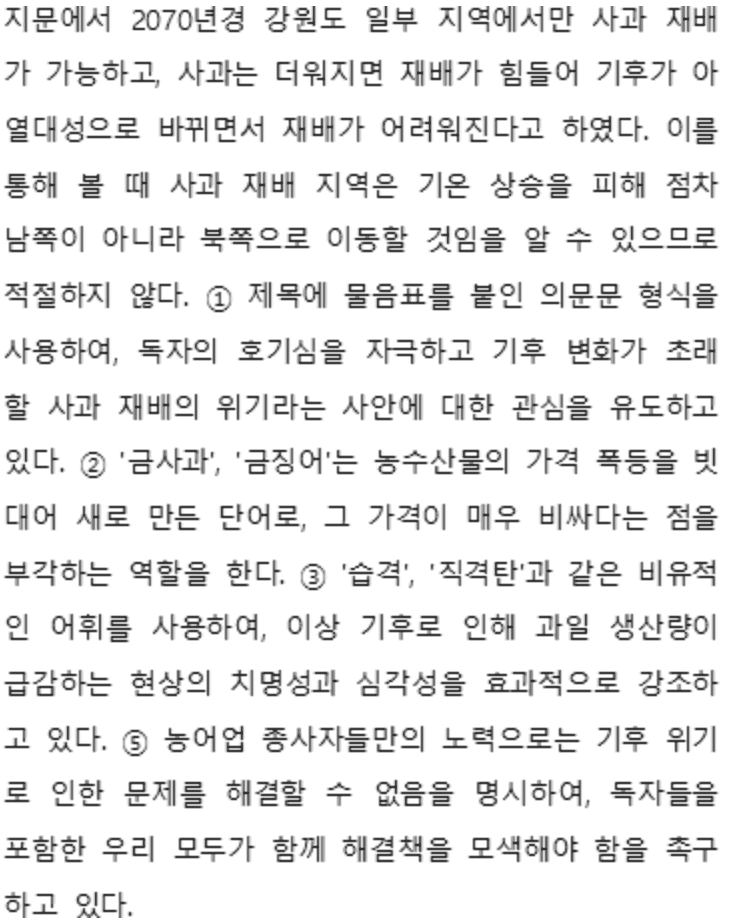 지문에서 2070년경 강원도 일부 지역에서만 사과 재배
가 가능하고, 사과는 더워지면 재배가 힘들어 기후가 아
열대성으로 바뀌면서 재배가 어려워진다고 하였다. 이를
통해 볼 때 사과 재배 지역은 기온 상승을 피해 점차
남쪽이 아니라 북쪽으로 이동할 것임을 알 수 있으므로
적절하지 않다. ① 제목에 물음표를 붙인 의문문 형식을
사용하여, 독자의 호기심을 자극하고 기후 변화가 초래
할 사과 재배의 위기라는 사안에 대한 관심을 유도하고
있다. ② '금사과', '금징어'는 농수산물의 가격 폭등을 빗
대어 새로 만든 단어로, 그 가격이 매우 비싸다는 점을
부각하는 역할을 한다. ③ '습격', '직격탄'과 같은 비유적
인 어휘를 사용하여, 이상 기후로 인해 과일 생산량이
급감하는 현상의 치명성과 심각성을 효과적으로 강조하
고 있다. ⑤ 농어업 종사자들만의 노력으로는 기후 위기
로 인한 문제를 해결할 수 없음을 명시하여, 독자들을
포함한 우리 모두가 함께 해결책을 모색해야 함을 촉구
하고 있다.